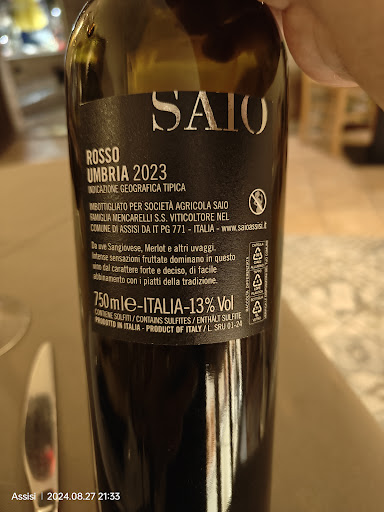 SAIO
ROSSO
UMBRIA 2023
INDICAZIONE GEOGRAFICA TIPICA
IMBOTTIGLIATO PER SOCIETÀ AGRICOLA SAIO
FAMIGLIA MENCARELLI S.S. VITICOLTORE NEL
COMUNE DI ASSISI DA IT PG 771 - ITALIA - www.saioassisi.it
Da uve Sangiovese, Merlot e altri uvaggi.
Intense sensazioni fruttate dominano in questo
vino dal carattere forte e deciso, di facile
abbinamento con i piatti della tradizione.
750ml℮-ITALIA-13% Vol
CONTIENE SOLFITI / CONTAINS SULFITES / ENTHÄLT SULFITE
PRODOTTO IN ITALIA - PRODUCT OF ITALY / L. SRU 01-24
RACCOLTA DIFFERENZIATA
Assisi | 2024.08.27 21:33